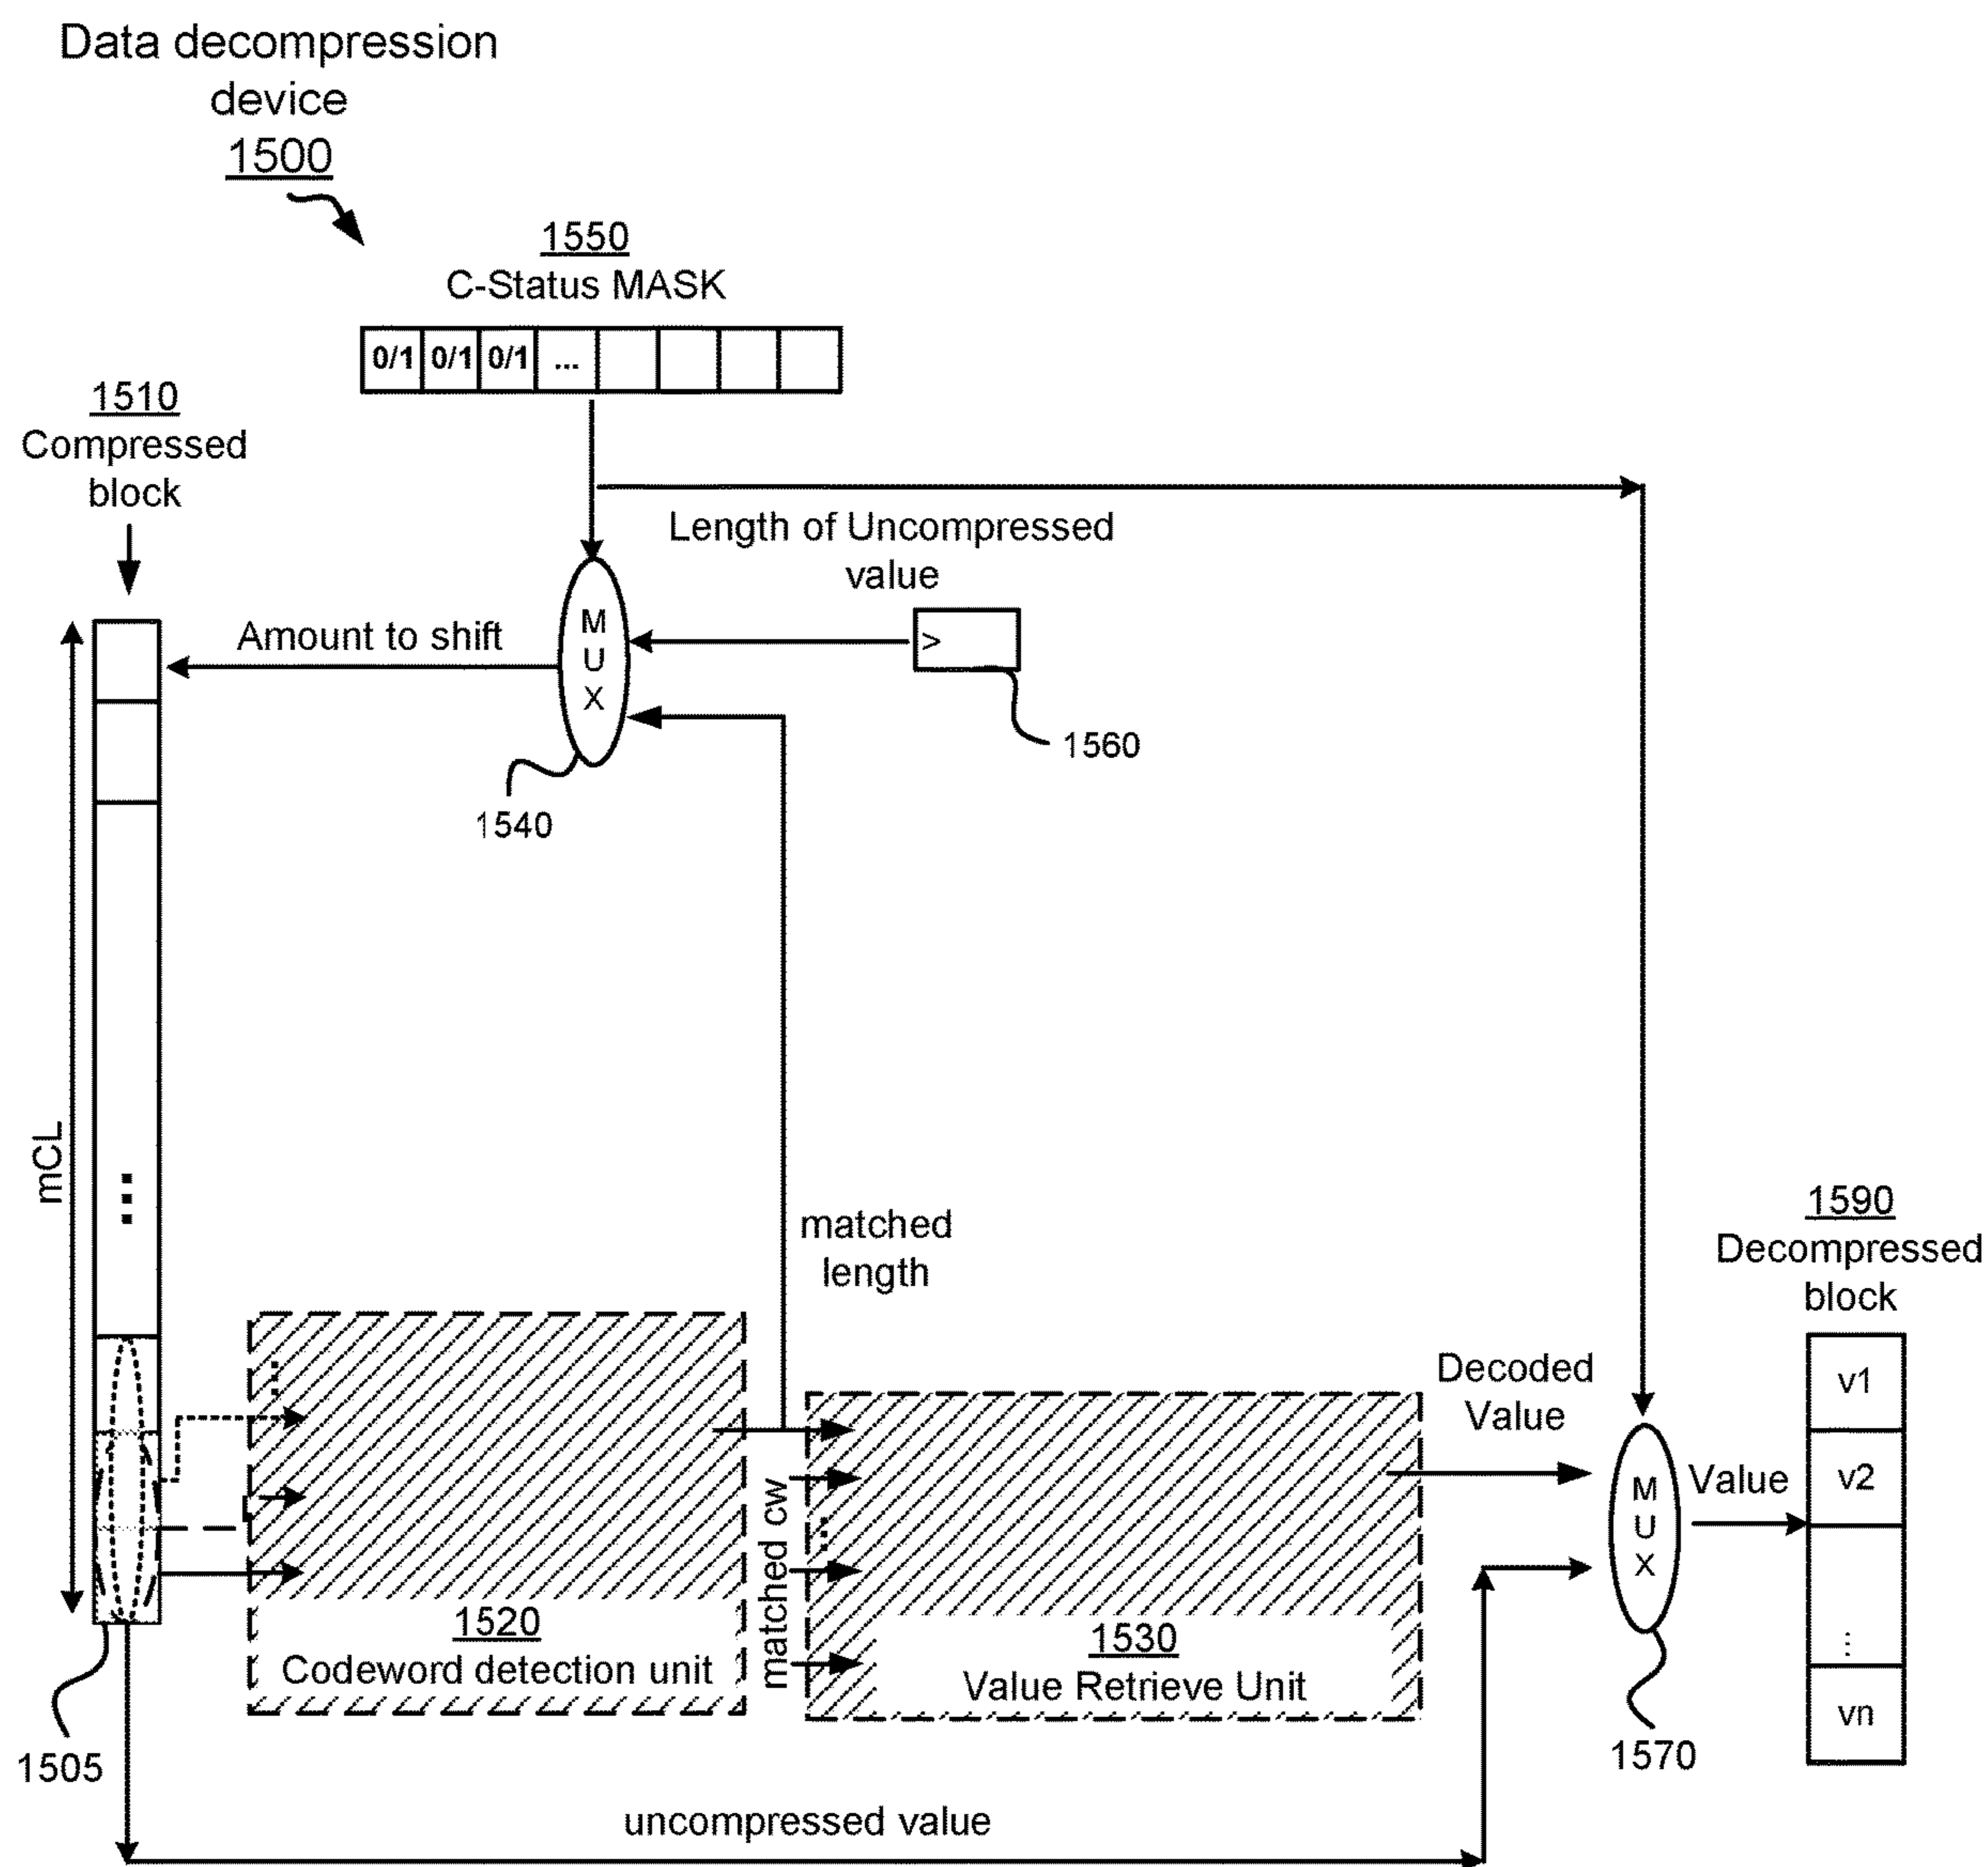 Data decompression
device
1500
1550
C-Status MASK
0/1 0/1 0/1 ...
1510
Compressed
block
Length of Uncompressed
value
M
U
X
>
Amount to shift
1560
1540
mCL
...
matched
length
1590
Decompressed
block
Decoded
Value
v1
v2
...
vn
M
U
X
Value
matched cw
...
...
1520
Codeword detection unit
1530
Value Retrieve Unit
1505
1570
uncompressed value